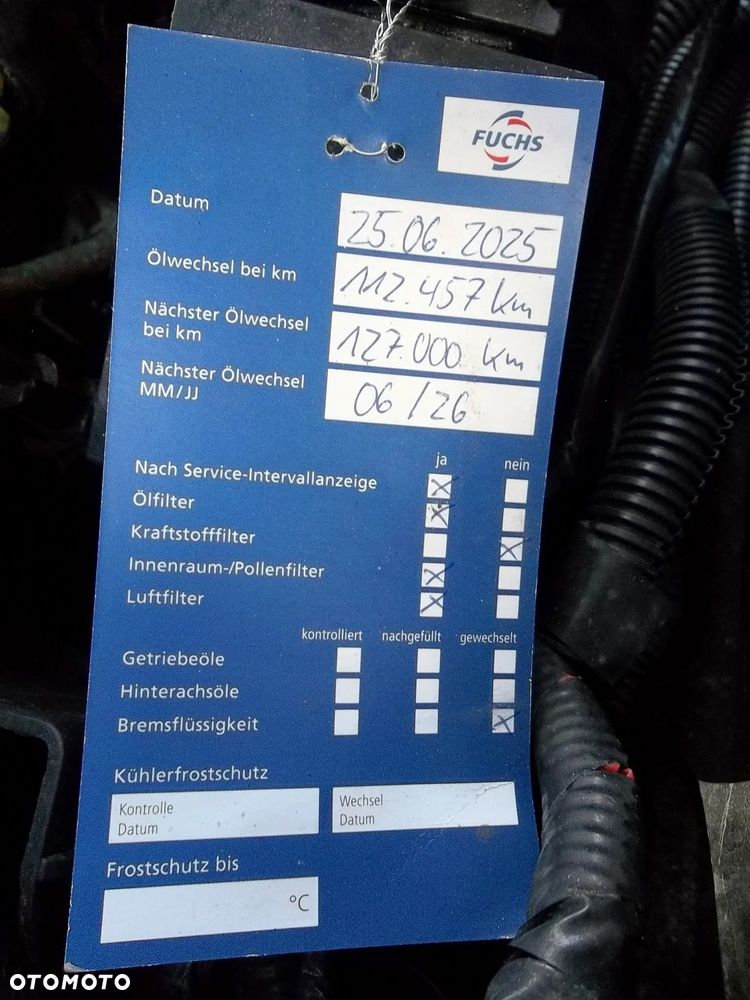 FUCHS
Datum 25.06.2025
Ölwechsel bei km 112.457 km
Nächster Ölwechsel
bei km 127.000 km
Nächster Ölwechsel
MM/JJ 06/26
ja nein
Nach Service-Intervallanzeige
Ölfilter
Kraftstofffilter
Innenraum-/Pollenfilter
Luftfilter
kontrolliert nachgefüllt gewechselt
Getriebeöle
Hinterachsöle
Bremsflüssigkeit
Kühlerfrostschutz
Kontrolle Wechsel
Datum Datum
Frostschutz bis
°C
OTOMOTO